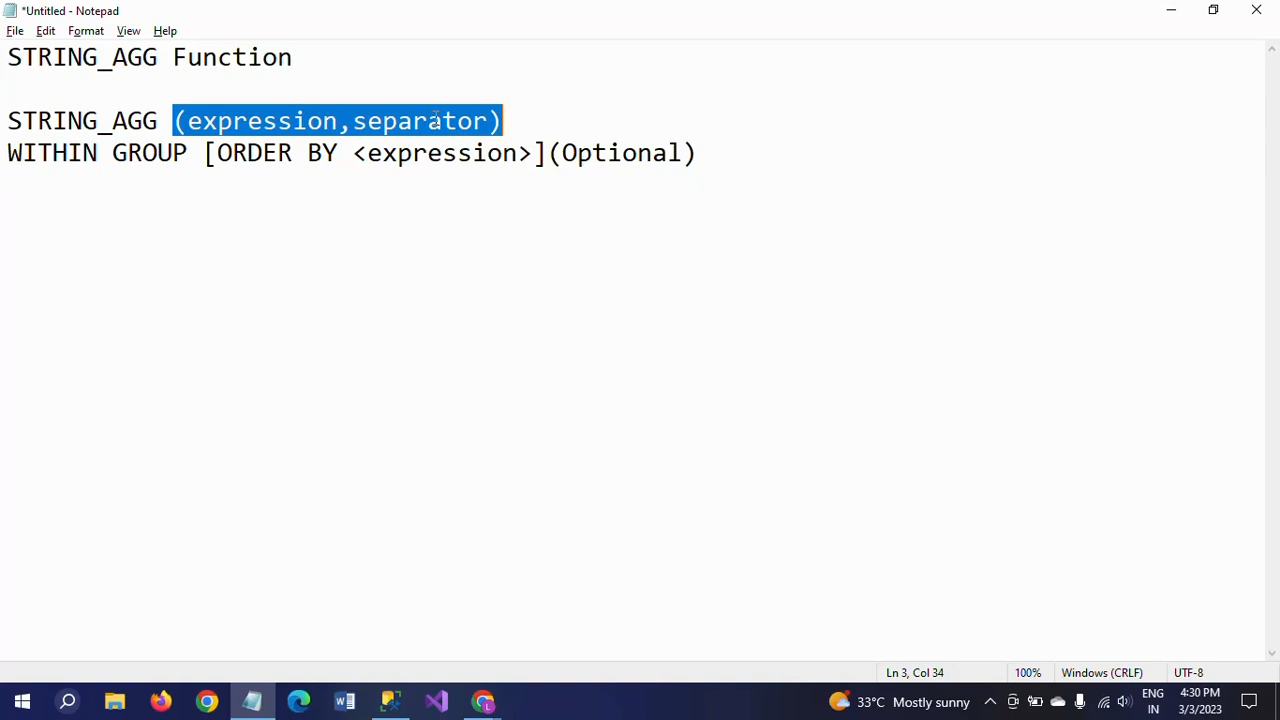 *Untitled - Notepad
File Edit Format View Help
STRING_AGG Function
STRING_AGG (expression,separator)
WITHIN GROUP [ORDER BY <expression>](Optional)
Ln 3, Col 34 100% Windows (CRLF) UTF-8
33°C Mostly sunny ENG IN 4:30 PM 3/3/2023